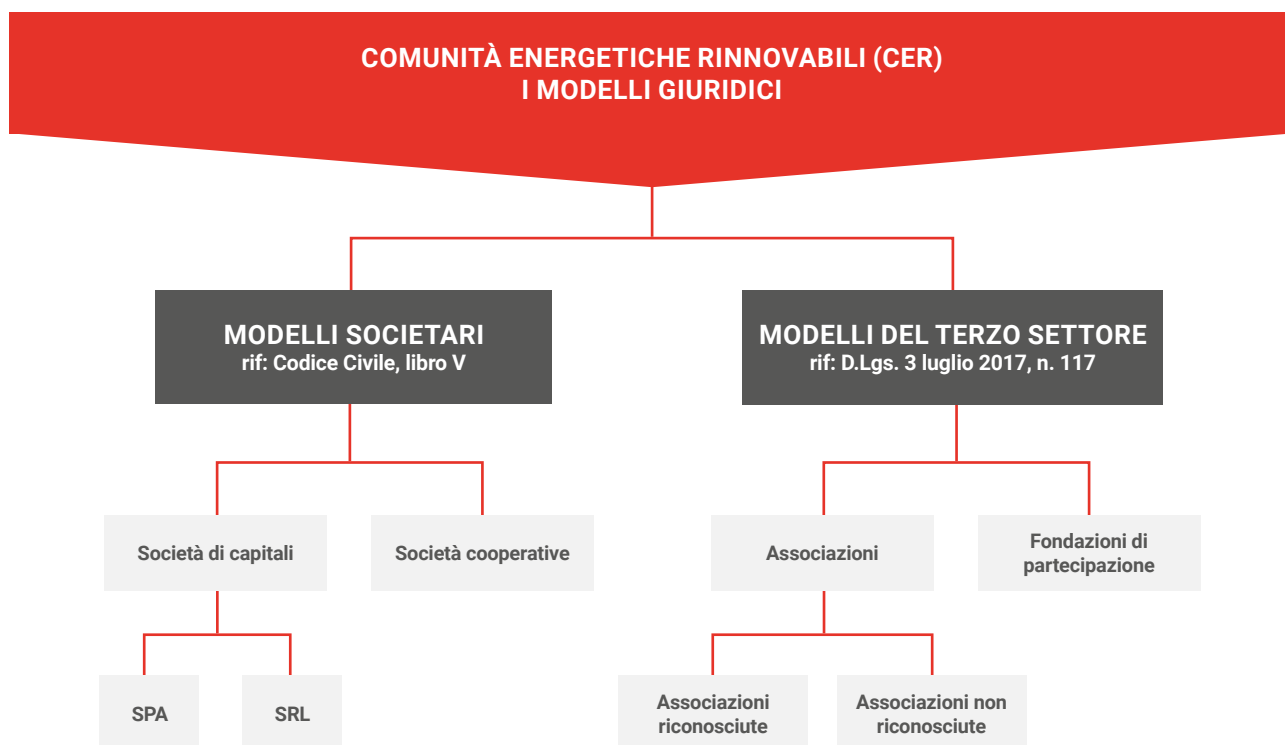 COMUNITÀ ENERGETICHE RINNOVABILI (CER)
I MODELLI GIURIDICI
MODELLI SOCIETARI
rif: Codice Civile, libro V
MODELLI DEL TERZO SETTORE
rif: D.Lgs. 3 luglio 2017, n. 117
Società di capitali
Società cooperative
Associazioni
Fondazioni di
partecipazione
SPA
SRL
Associazioni
riconosciute
Associazioni non
riconosciute